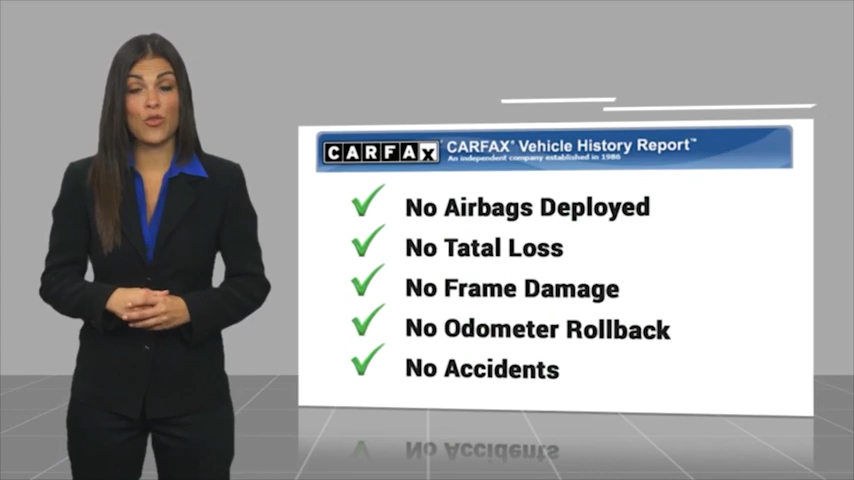 CARFAX CARFAX® Vehicle History Report™
An independent company established in 1986
No Airbags Deployed
No Tatal Loss
No Frame Damage
No Odometer Rollback
No Accidents
No Accidents